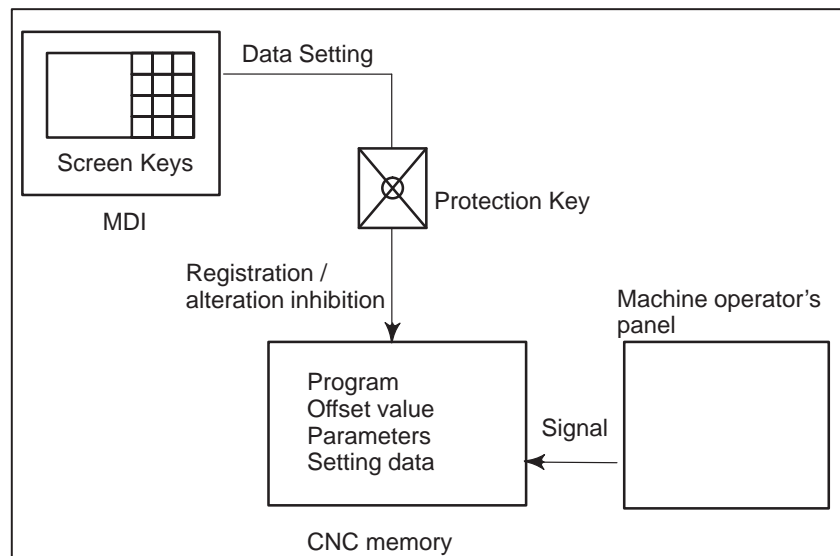 Data Setting
Screen Keys
MDI
Protection Key
Registration /
alteration inhibition
Machine operator’s
panel
Program
Offset value
Parameters
Setting data
Signal
CNC memory